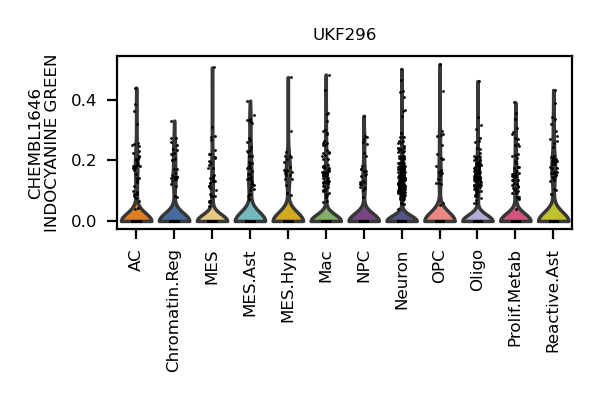 UKF296
CHEMBL1646
INDOCYANINE GREEN
0.4
0.2
0.0
AC
Chromatin.Reg
MES
MES.Ast
MES.Hyp
Mac
NPC
Neuron
OPC
Oligo
Prolif.Metab
Reactive.Ast